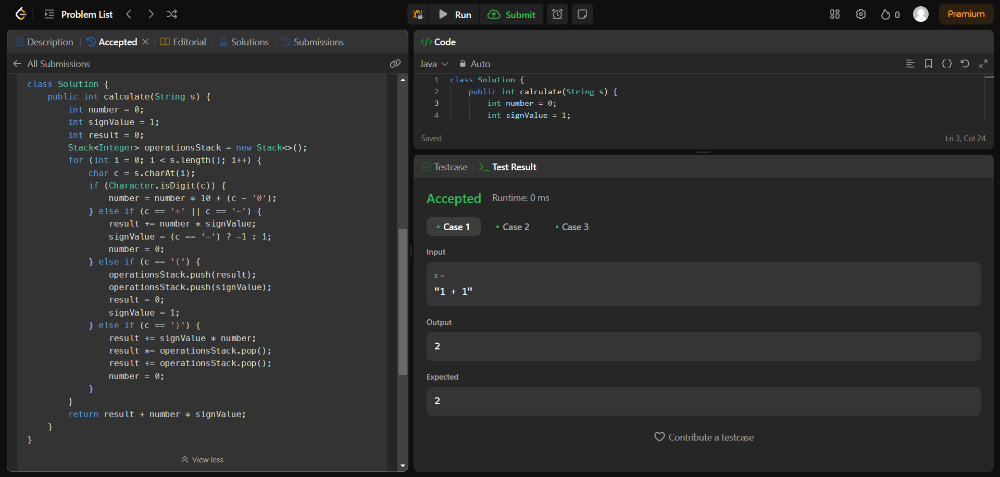 Problem List
Run
Submit
0
Premium
Description
Accepted
Editorial
Solutions
Submissions
All Submissions
class Solution {
    public int calculate(String s) {
        int number = 0;
        int signValue = 1;
        int result = 0;
        Stack<Integer> operationsStack = new Stack<>();
        for (int i = 0; i < s.length(); i++) {
            char c = s.charAt(i);
            if (Character.isDigit(c)) {
                number = number * 10 + (c - '0');
            } else if (c == '+' || c == '-') {
                result += number * signValue;
                signValue = (c == '-') ? -1 : 1;
                number = 0;
            } else if (c == '(') {
                operationsStack.push(result);
                operationsStack.push(signValue);
                result = 0;
                signValue = 1;
            } else if (c == ')') {
                result += signValue * number;
                result *= operationsStack.pop();
                result += operationsStack.pop();
                number = 0;
            }
        }
        return result + number * signValue;
    }
}
View less
</> Code
Java
Auto
1 class Solution {
2     public int calculate(String s) {
3         int number = 0;
4         int signValue = 1;
Saved
Ln 3, Col 24
Testcase
>_ Test Result
Accepted
Runtime: 0 ms
• Case 1
• Case 2
• Case 3
Input
s =
"1 + 1"
Output
2
Expected
2
Contribute a testcase